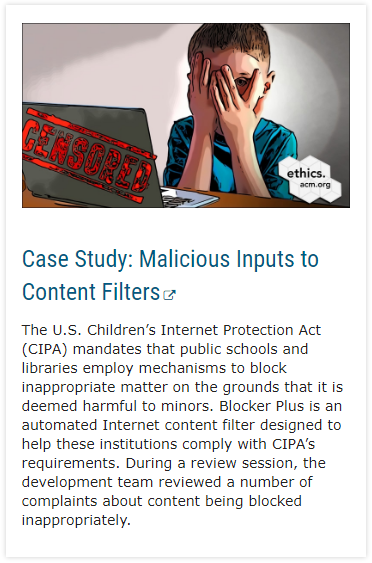 CENSORED
ethics.
acm.org
Case Study: Malicious Inputs to
Content Filters
The U.S. Children’s Internet Protection Act
(CIPA) mandates that public schools and
libraries employ mechanisms to block
inappropriate matter on the grounds that it is
deemed harmful to minors. Blocker Plus is an
automated Internet content filter designed to
help these institutions comply with CIPA’s
requirements. During a review session, the
development team reviewed a number of
complaints about content being blocked
inappropriately.